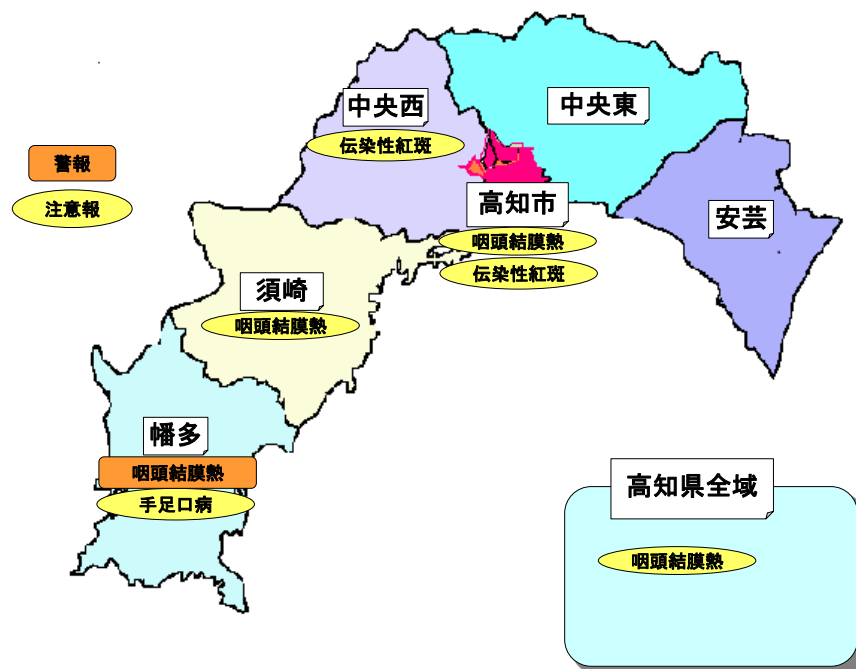 中央西
伝染性紅斑
中央東
警報
注意報
高知市
咽頭結膜熱
伝染性紅斑
安芸
須崎
咽頭結膜熱
幡多
咽頭結膜熱
手足口病
高知県全域
咽頭結膜熱